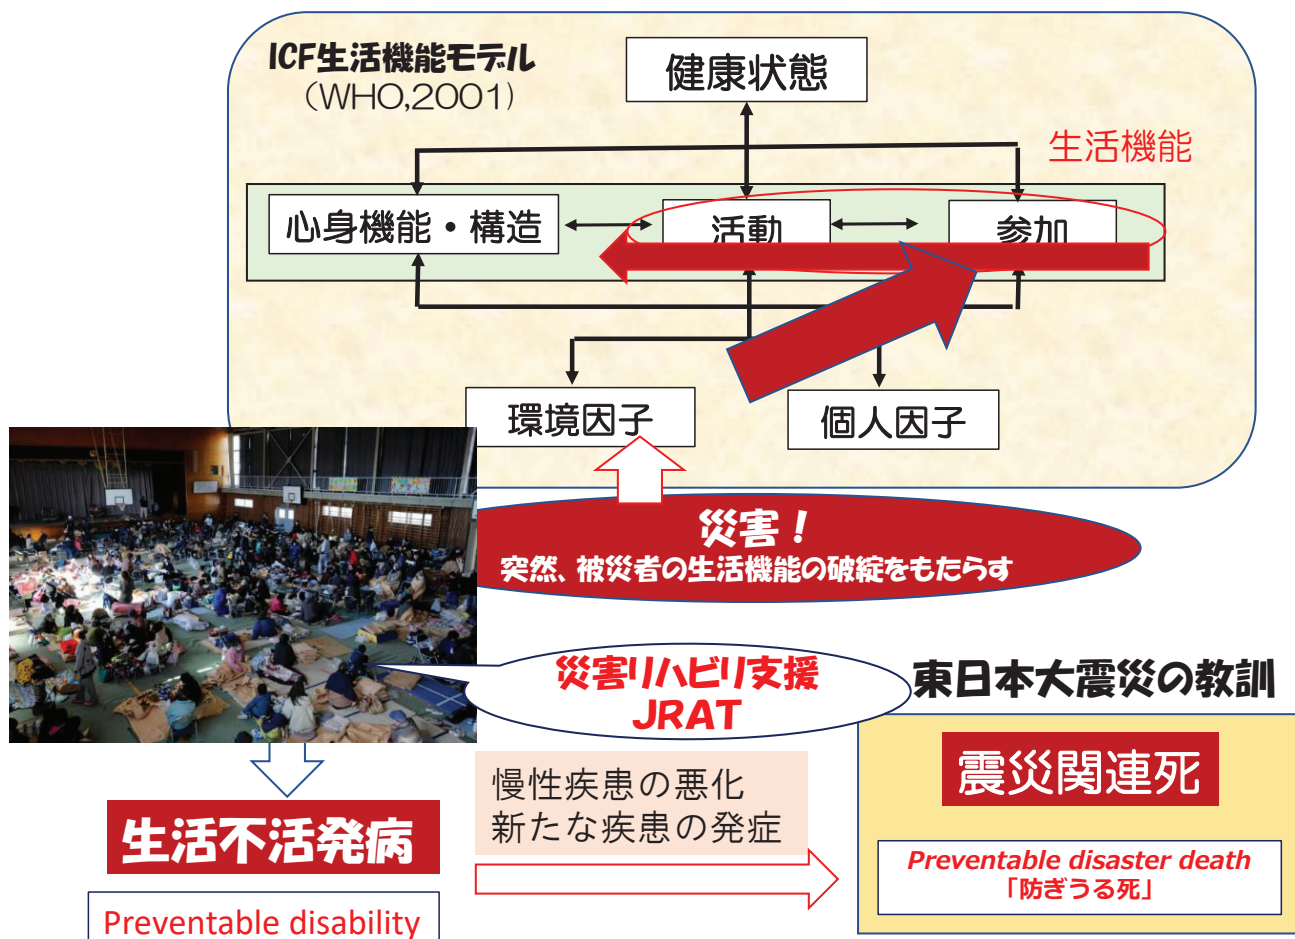 ICF生活機能モデル
(WHO,2001)
健康状態
生活機能
心身機能・構造
活動
参加
環境因子
個人因子
災害！
突然、被災者の生活機能の破綻をもたらす
災害リハビリ支援
JRAT
東日本大震災の教訓
震災関連死
慢性疾患の悪化
新たな疾患の発症
生活不活発病
Preventable disaster death
「防ぎうる死」
Preventable disability